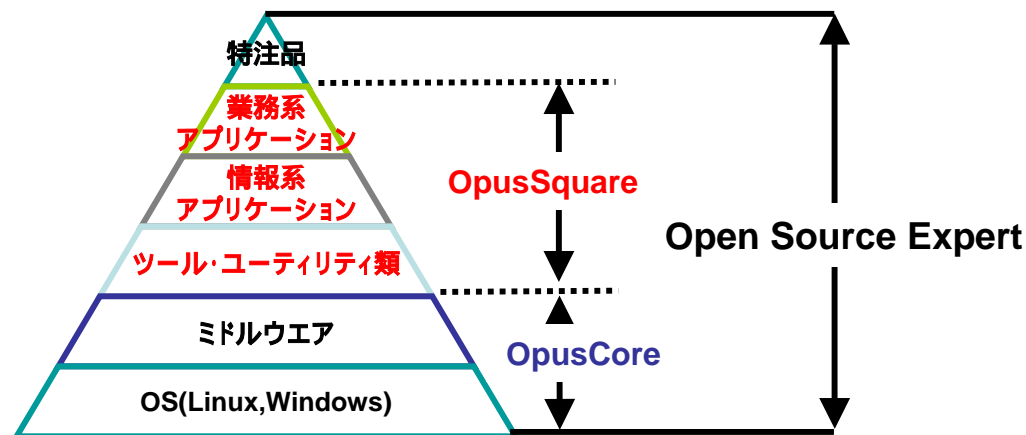 特注品
業務系
アプリケーション
情報系
アプリケーション
ツール・ユーティリティ類
ミドルウエア
OS(Linux,Windows)
OpusSquare
OpusCore
Open Source Expert